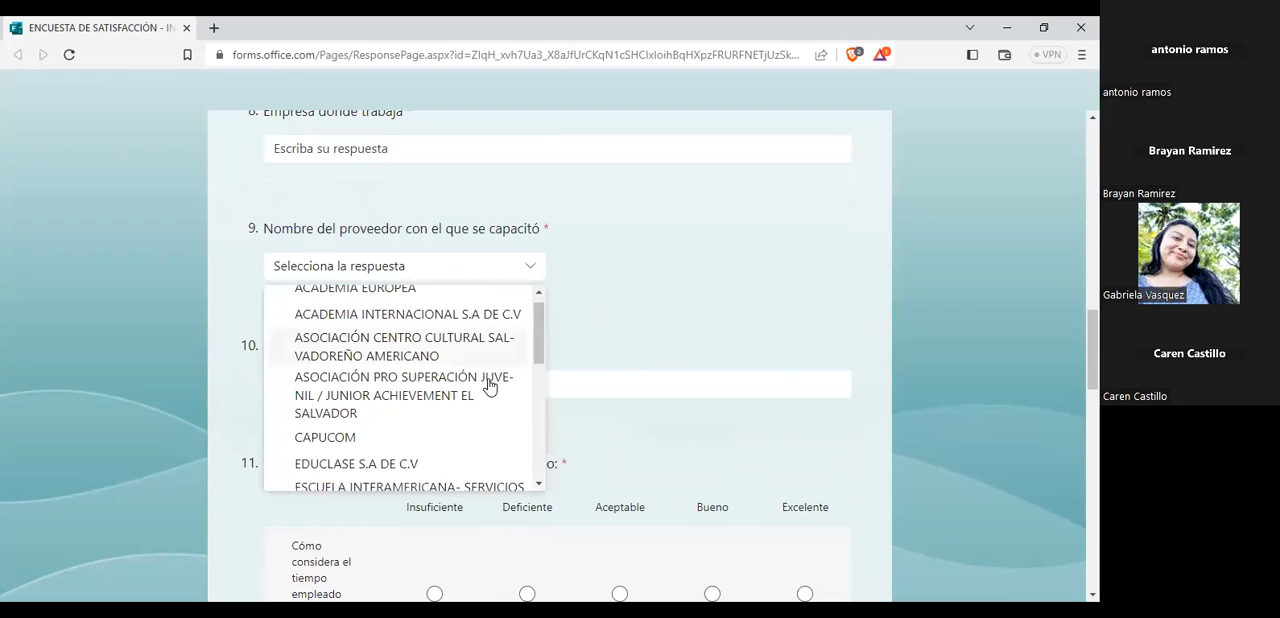 ENCUESTA DE SATISFACCIÓN - IN
forms.office.com/Pages/ResponsePage.aspx?id=ZIqH_xvh7Ua3_X8aJfUrCKqN1cSHClxIoihBqHXpzFRURFNETjUzSk...
2
1
VPN
8. Empresa donde trabaja *
Escriba su respuesta
9. Nombre del proveedor con el que se capacitó *
Selecciona la respuesta
ACADEMIA EUROPEA
ACADEMIA INTERNACIONAL S.A DE C.V
ASOCIACIÓN CENTRO CULTURAL SAL-
VADOREÑO AMERICANO
10.
ASOCIACIÓN PRO SUPERACIÓN JUVE-
NIL / JUNIOR ACHIEVEMENT EL
SALVADOR
CAPUCOM
EDUCLASE S.A DE C.V
11.
o: *
ESCUELA INTERAMERICANA- SERVICIOS
Insuficiente
Deficiente
Aceptable
Bueno
Excelente
Cómo
considera el
tiempo
empleado
antonio ramos
antonio ramos
Brayan Ramirez
Brayan Ramirez
Gabriela Vasquez
Caren Castillo
Caren Castillo